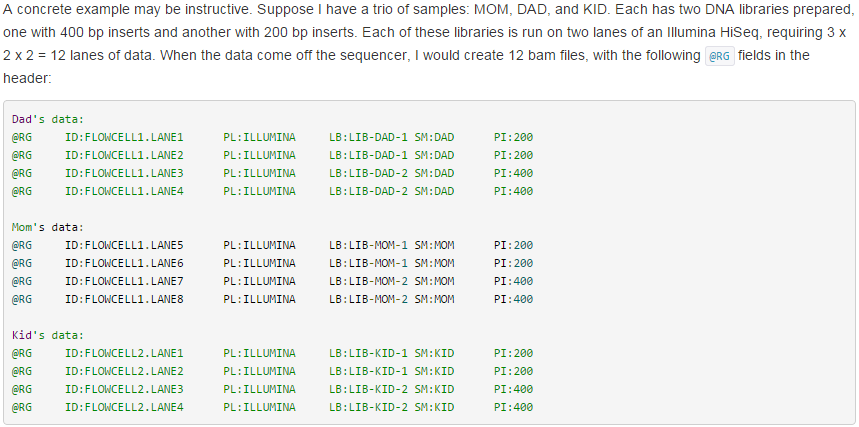 A concrete example may be instructive. Suppose I have a trio of samples: MOM, DAD, and KID. Each has two DNA libraries prepared,
one with 400 bp inserts and another with 200 bp inserts. Each of these libraries is run on two lanes of an Illumina HiSeq, requiring 3 x
2 x 2 = 12 lanes of data. When the data come off the sequencer, I would create 12 bam files, with the following @RG fields in the
header:
Dad's data:
@RG ID:FLOWCELL1.LANE1 PL:ILLUMINA LB:LIB-DAD-1 SM:DAD PI:200
@RG ID:FLOWCELL1.LANE2 PL:ILLUMINA LB:LIB-DAD-1 SM:DAD PI:200
@RG ID:FLOWCELL1.LANE3 PL:ILLUMINA LB:LIB-DAD-2 SM:DAD PI:400
@RG ID:FLOWCELL1.LANE4 PL:ILLUMINA LB:LIB-DAD-2 SM:DAD PI:400
Mom's data:
@RG ID:FLOWCELL1.LANE5 PL:ILLUMINA LB:LIB-MOM-1 SM:MOM PI:200
@RG ID:FLOWCELL1.LANE6 PL:ILLUMINA LB:LIB-MOM-1 SM:MOM PI:200
@RG ID:FLOWCELL1.LANE7 PL:ILLUMINA LB:LIB-MOM-2 SM:MOM PI:400
@RG ID:FLOWCELL1.LANE8 PL:ILLUMINA LB:LIB-MOM-2 SM:MOM PI:400
Kid's data:
@RG ID:FLOWCELL2.LANE1 PL:ILLUMINA LB:LIB-KID-1 SM:KID PI:200
@RG ID:FLOWCELL2.LANE2 PL:ILLUMINA LB:LIB-KID-1 SM:KID PI:200
@RG ID:FLOWCELL2.LANE3 PL:ILLUMINA LB:LIB-KID-2 SM:KID PI:400
@RG ID:FLOWCELL2.LANE4 PL:ILLUMINA LB:LIB-KID-2 SM:KID PI:400